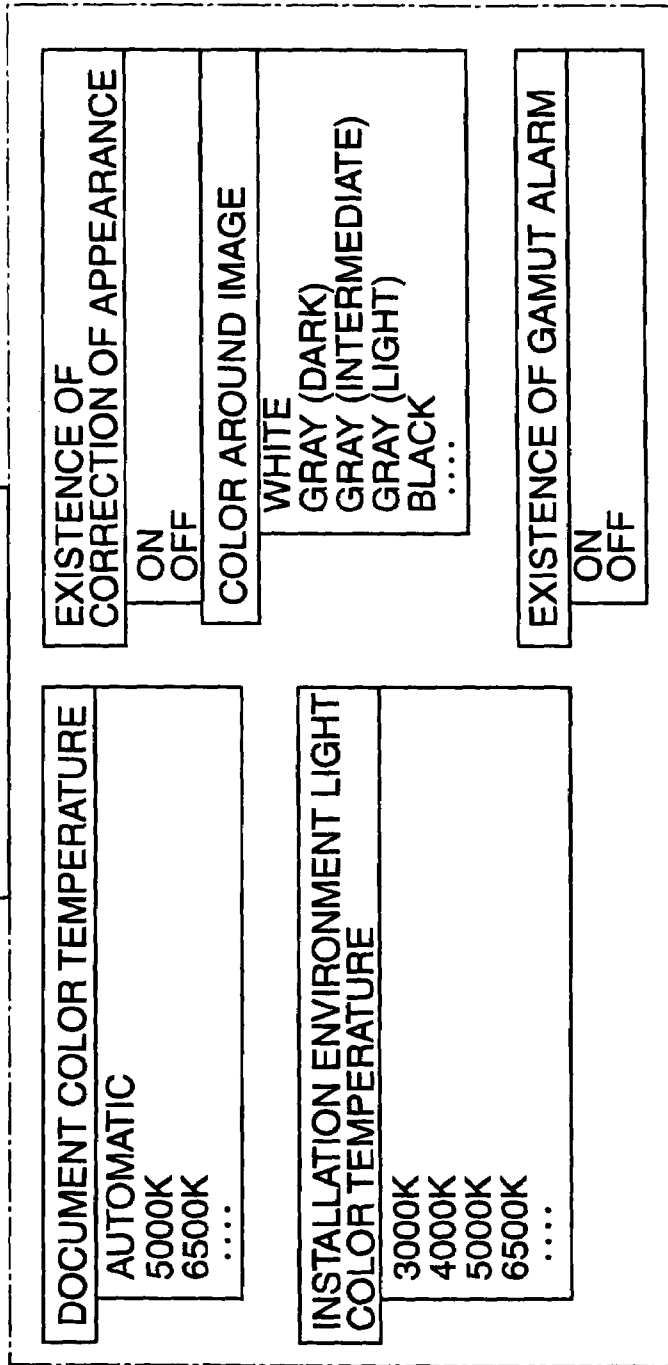 DOCUMENT COLOR TEMPERATURE
AUTOMATIC
5000K
6500K
....
INSTALLATION ENVIRONMENT LIGHT
COLOR TEMPERATURE
3000K
4000K
5000K
6500K
....
EXISTENCE OF
CORRECTION OF APPEARANCE
ON
OFF
COLOR AROUND IMAGE
WHITE
GRAY (DARK)
GRAY (INTERMEDIATE)
GRAY (LIGHT)
BLACK
....
EXISTENCE OF GAMUT ALARM
ON
OFF